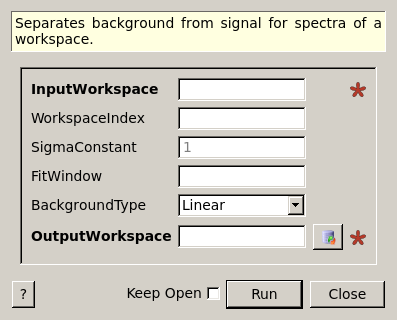 Separates background from signal for spectra of a
workspace.
InputWorkspace
WorkspaceIndex
SigmaConstant 1
FitWindow
BackgroundType Linear
OutputWorkspace
? Keep Open Run Close